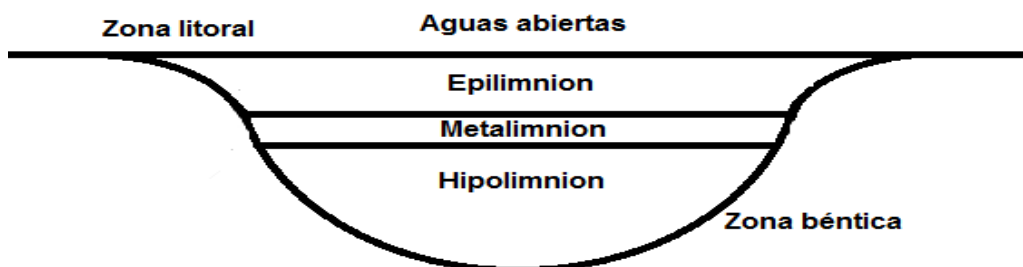 Zona litoral
Aguas abiertas
Epilimnion
Metalimnion
Hipolimnion
Zona béntica